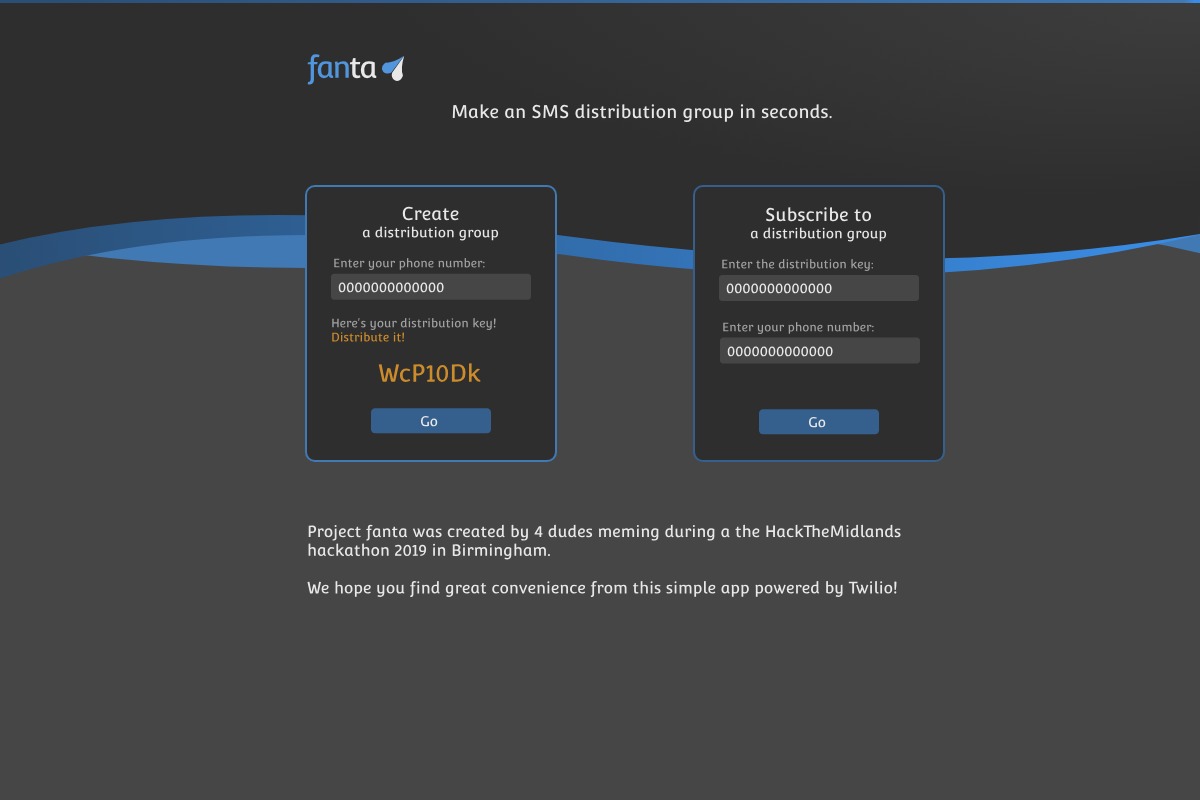 fanta
Make an SMS distribution group in seconds.
Create
a distribution group
Enter your phone number:
0000000000000
Here's your distribution key!
Distribute it!
WcP10Dk
Go
Subscribe to
a distribution group
Enter the distribution key:
0000000000000
Enter your phone number:
0000000000000
Go
Project fanta was created by 4 dudes meming during a the HackTheMidlands
hackathon 2019 in Birmingham.
We hope you find great convenience from this simple app powered by Twilio!